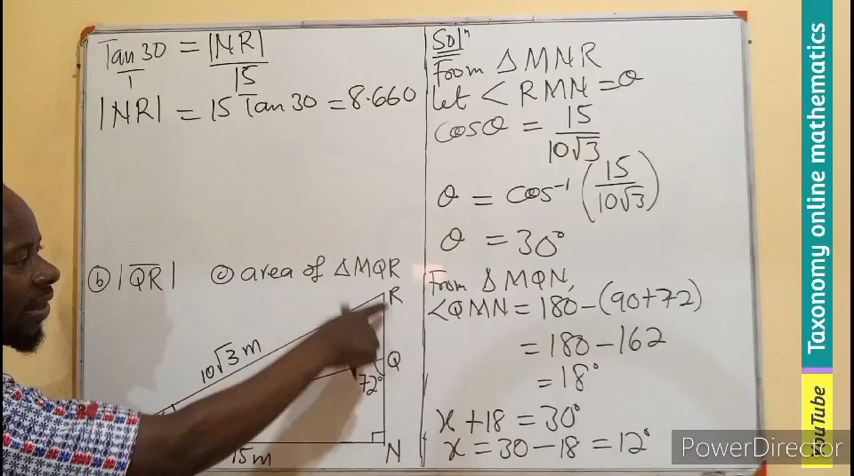 Tan30 = |NR|
1 15
|NR| = 15 Tan 30 = 8.660
(b) |QR| (c) area of △MQR
R
10√3 m
Q
72°
15m
N
Solⁿ
From △MNR
let <RMN = θ
cosθ = 15
10√3
θ = cos⁻¹ (15/10√3)
θ = 30°
From △MQN,
<QMN = 180 - (90+72)
= 180 - 162
= 18°
x + 18 = 30°
x = 30 - 18 = 12°
Taxonomy online mathematics
YouTube
PowerDirector